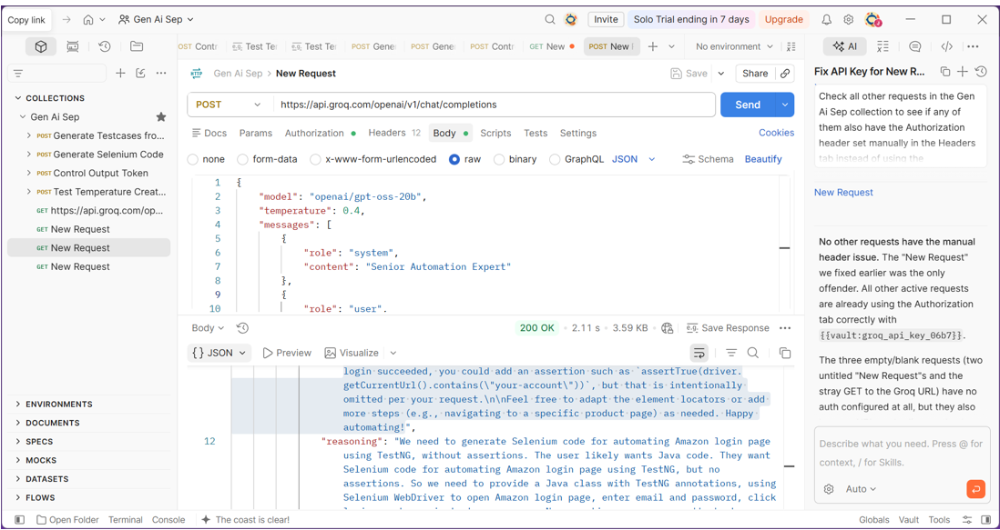 Copy link
Gen Ai Sep
Invite
Solo Trial ending in 7 days
Upgrade
OST Contr
e.g. Test Ter
e.g. Test Ter
POST Gener
POST Gene
POST Contr
GET New
POST New
No environment
AI
Gen Ai Sep > New Request
Save
Share
COLLECTIONS
Gen Ai Sep
POST Generate Testcases fro...
POST Generate Selenium Code
POST Control Output Token
POST Test Temperature Creat...
GET https://api.groq.com/op...
GET New Request
GET New Request
GET New Request
ENVIRONMENTS
DOCUMENTS
SPECS
MOCKS
DATASETS
FLOWS
HTTP
POST
https://api.groq.com/openai/v1/chat/completions
Send
Docs
Params
Authorization
Headers 12
Body
Scripts
Tests
Settings
Cookies
none
form-data
x-www-form-urlencoded
raw
binary
GraphQL
JSON
Schema
Beautify
1 {
2 "model": "openai/gpt-oss-20b",
3 "temperature": 0.4,
4 "messages": [
5 {
6 "role": "system",
7 "content": "Senior Automation Expert"
8 },
9 {
10 "role": "user",
Body
200 OK
2.11 s
3.59 KB
e.g. Save Response
{} JSON
Preview
Visualize
login succeeded, you could add an assertion such as `assertTrue(driver.
getCurrentUrl().contains(\"your-account\"))`, but that is intentionally
omitted per your request.\n\nFeel free to adapt the element locators or add
more steps (e.g., navigating to a specific product page) as needed. Happy
automating!",
12 "reasoning": "We need to generate Selenium code for automating Amazon login page
using TestNG, without assertions. The user likely wants Java code. They want
Selenium code for automating Amazon login page using TestNG, but no
assertions. So we need to provide a Java class with TestNG annotations, using
Selenium WebDriver to open Amazon login page, enter email and password, click
Fix API Key for New R...
Check all other requests in the Gen
Ai Sep collection to see if any of
them also have the Authorization
header set manually in the Headers
tab instead of using the
New Request
No other requests have the manual
header issue. The "New Request"
we fixed earlier was the only
offender. All other active requests
are already using the Authorization
tab correctly with
{{vault:groq_api_key_06b7}}.
The three empty/blank requests (two
untitled "New Request"s and the
stray GET to the Groq URL) have no
auth configured at all, but they also
Describe what you need. Press @ for
context, / for Skills.
Auto
Open Folder
Terminal
Console
The coast is clear!
Globals
Vault
Tools